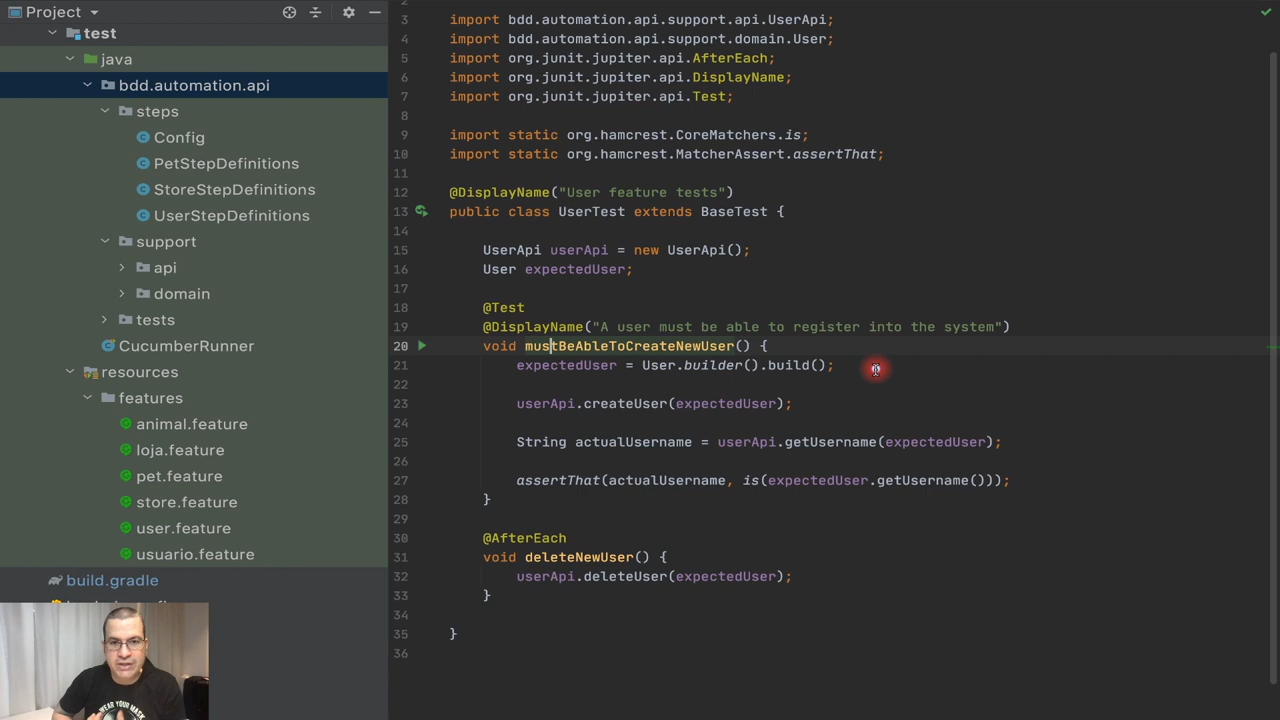 Project
test
java
bdd.automation.api
steps
Config
PetStepDefinitions
StoreStepDefinitions
UserStepDefinitions
support
api
domain
tests
CucumberRunner
resources
features
animal.feature
loja.feature
pet.feature
store.feature
user.feature
usuario.feature
build.gradle
2
3 import bdd.automation.api.support.api.UserApi;
4 import bdd.automation.api.support.domain.User;
5 import org.junit.jupiter.api.AfterEach;
6 import org.junit.jupiter.api.DisplayName;
7 import org.junit.jupiter.api.Test;
8
9 import static org.hamcrest.CoreMatchers.is;
10 import static org.hamcrest.MatcherAssert.assertThat;
11
12 @DisplayName("User feature tests")
13 public class UserTest extends BaseTest {
14
15 UserApi userApi = new UserApi();
16 User expectedUser;
17
18 @Test
19 @DisplayName("A user must be able to register into the system")
20 void mustBeAbleToCreateNewUser() {
21 expectedUser = User.builder().build();
22
23 userApi.createUser(expectedUser);
24
25 String actualUsername = userApi.getUsername(expectedUser);
26
27 assertThat(actualUsername, is(expectedUser.getUsername()));
28 }
29
30 @AfterEach
31 void deleteNewUser() {
32 userApi.deleteUser(expectedUser);
33 }
34
35 }
36
WEAR YOUR MASK